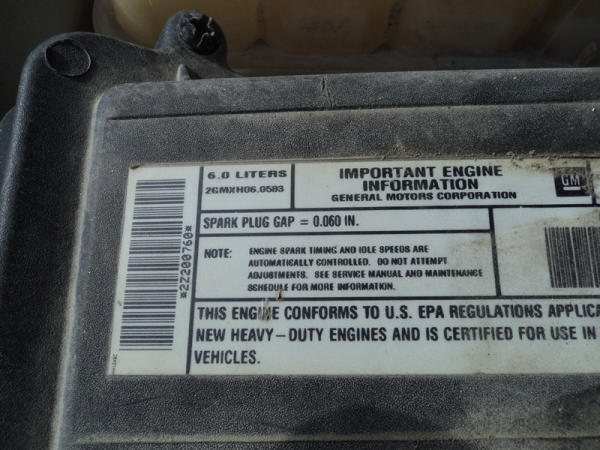 6.0 LITERS
2GMXH06.0583
IMPORTANT ENGINE
INFORMATION
GENERAL MOTORS CORPORATION
GM
SPARK PLUG GAP = 0.060 IN.
NOTE: ENGINE SPARK TIMING AND IDLE SPEEDS ARE
AUTOMATICALLY CONTROLLED. DO NOT ATTEMPT
ADJUSTMENTS. SEE SERVICE MANUAL AND MAINTENANCE
SCHEDULE FOR MORE INFORMATION.
*2Z200760*
THIS ENGINE CONFORMS TO U.S. EPA REGULATIONS APPLICA
NEW HEAVY-DUTY ENGINES AND IS CERTIFIED FOR USE IN
VEHICLES.